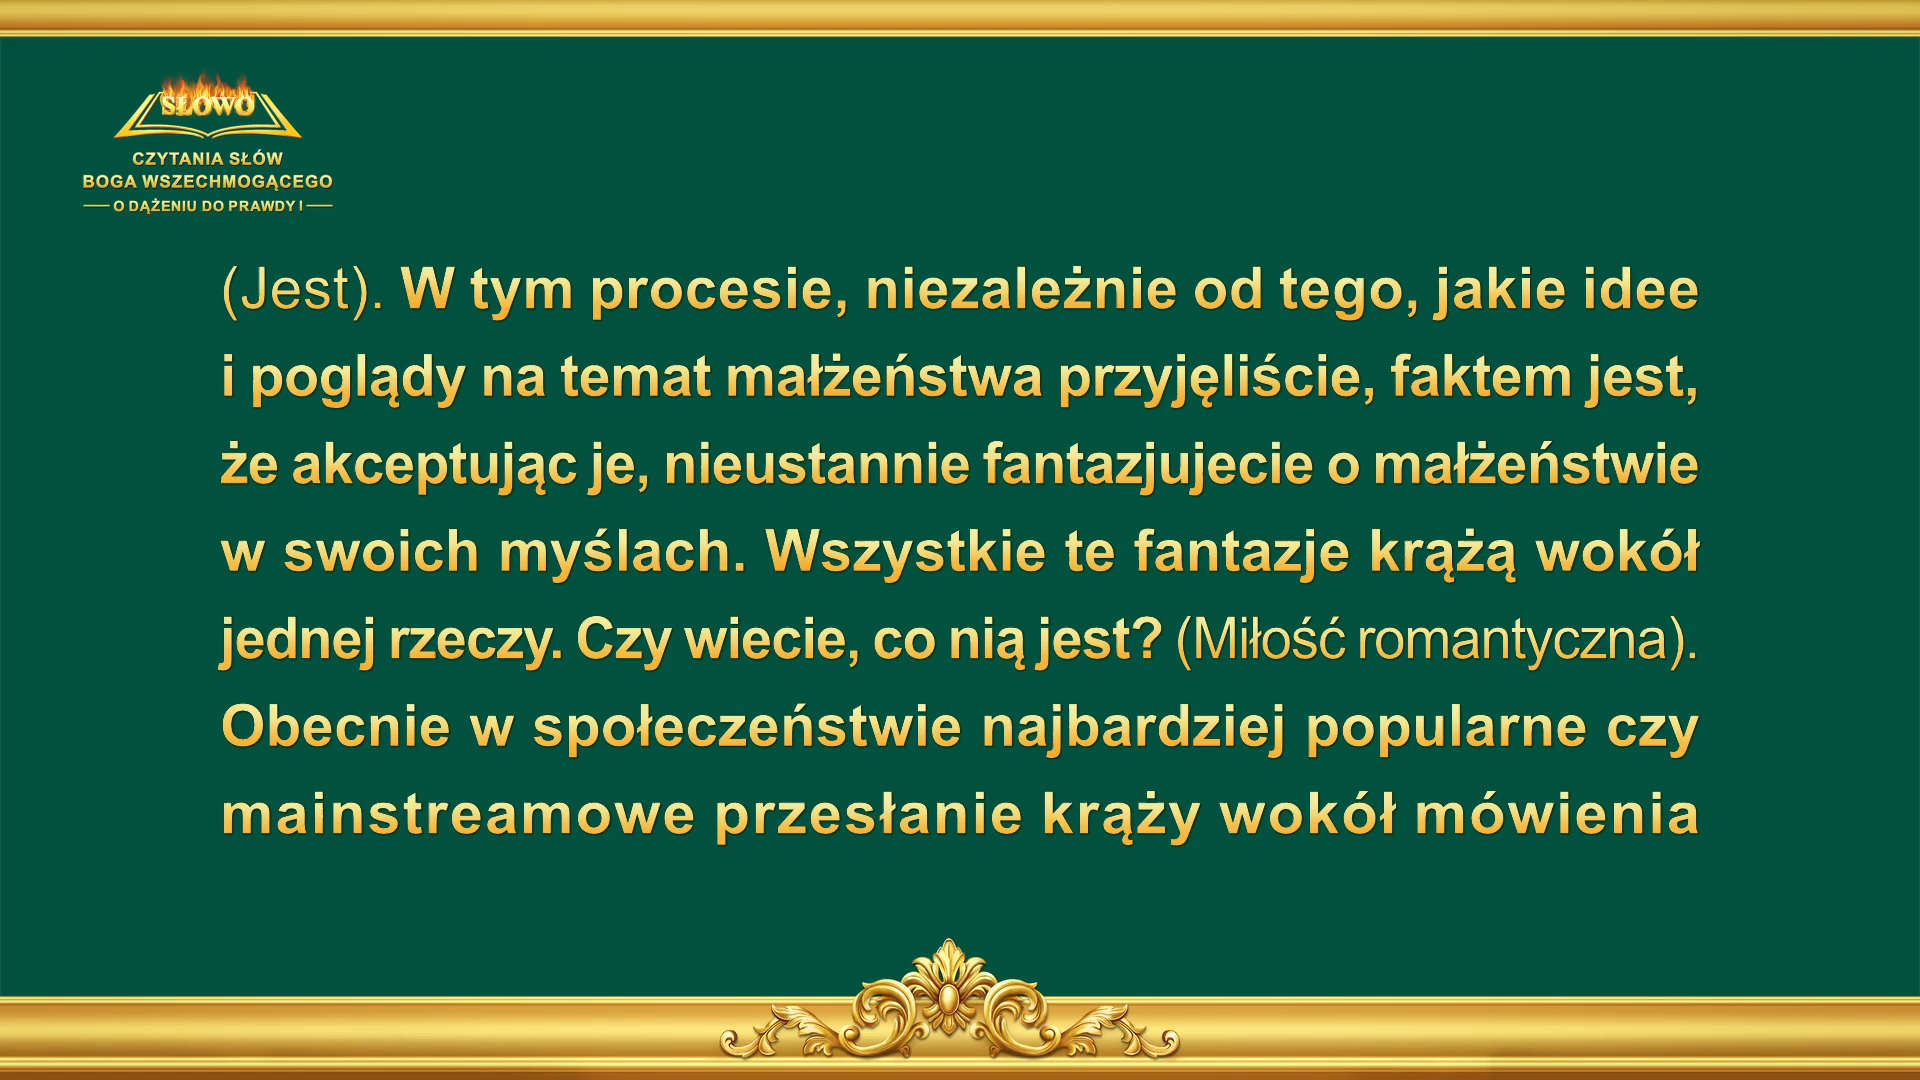 SŁOWO
CZYTANIA SŁÓW
BOGA WSZECHMOGĄCEGO
O DĄŻENIU DO PRAWDY I
(Jest). W tym procesie, niezależnie od tego, jakie idee
i poglądy na temat małżeństwa przyjęliście, faktem jest,
że akceptując je, nieustannie fantazjujecie o małżeństwie
w swoich myślach. Wszystkie te fantazje krążą wokół
jednej rzeczy. Czy wiecie, co nią jest? (Miłość romantyczna).
Obecnie w społeczeństwie najbardziej popularne czy
mainstreamowe przesłanie krąży wokół mówienia